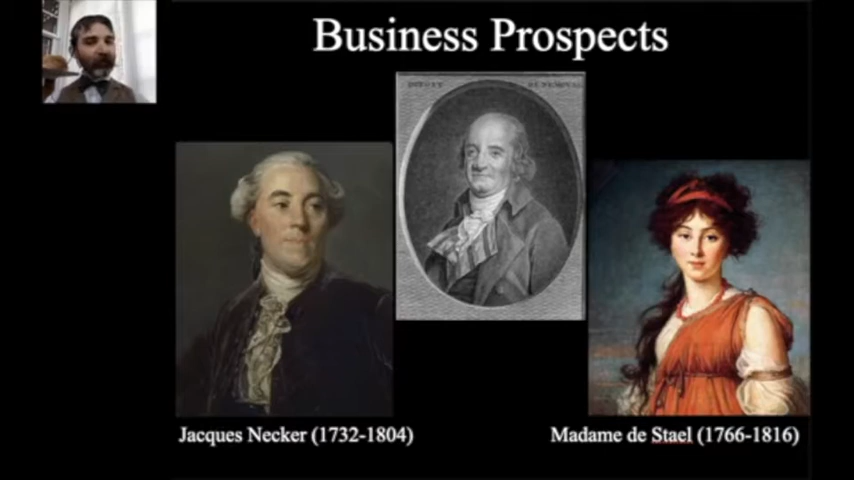 Business Prospects
Jacques Necker (1732-1804)
Madame de Stael (1766-1816)